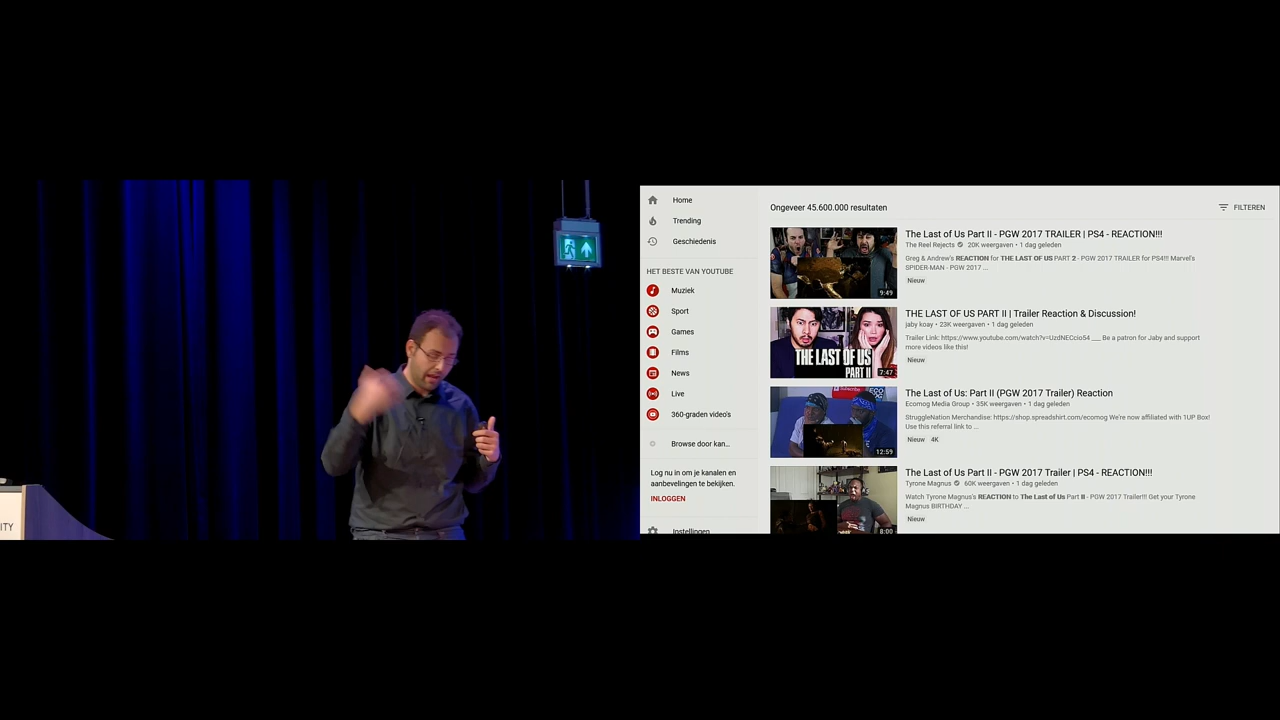 ITY
Home
Trending
Geschiedenis
HET BESTE VAN YOUTUBE
Muziek
Sport
Games
Films
News
Live
360-graden video's
Browse door kan...
Log nu in om je kanalen en
aanbevelingen te bekijken.
INLOGGEN
Instellingen
Ongeveer 45.600.000 resultaten
FILTEREN
The Last of Us Part II - PGW 2017 TRAILER | PS4 - REACTION!!!
The Reel Rejects 20K weergaven • 1 dag geleden
Greg & Andrew's REACTION for THE LAST OF US PART 2 - PGW 2017 TRAILER for PS4!!! Marvel's
SPIDER-MAN - PGW 2017 ...
Nieuw
9:49
THE LAST OF US PART II | Trailer Reaction & Discussion!
jaby koay • 23K weergaven • 1 dag geleden
Trailer Link: https://www.youtube.com/watch?v=UzdNECcio54 ___ Be a patron for Jaby and support
more videos like this!
Nieuw
THE LAST OF US
PART II
7:47
The Last of Us: Part II (PGW 2017 Trailer) Reaction
Ecomog Media Group • 35K weergaven • 1 dag geleden
StruggleNation Merchandise: https://shop.spreadshirt.com/ecomog We're now affiliated with 1UP Box!
Use this referral link to ...
Nieuw 4K
12:59
The Last of Us Part II - PGW 2017 Trailer | PS4 - REACTION!!!
Tyrone Magnus 60K weergaven • 1 dag geleden
Watch Tyrone Magnus's REACTION to The Last of Us Part II - PGW 2017 Trailer!!! Get your Tyrone
Magnus BIRTHDAY ...
Nieuw
8:00